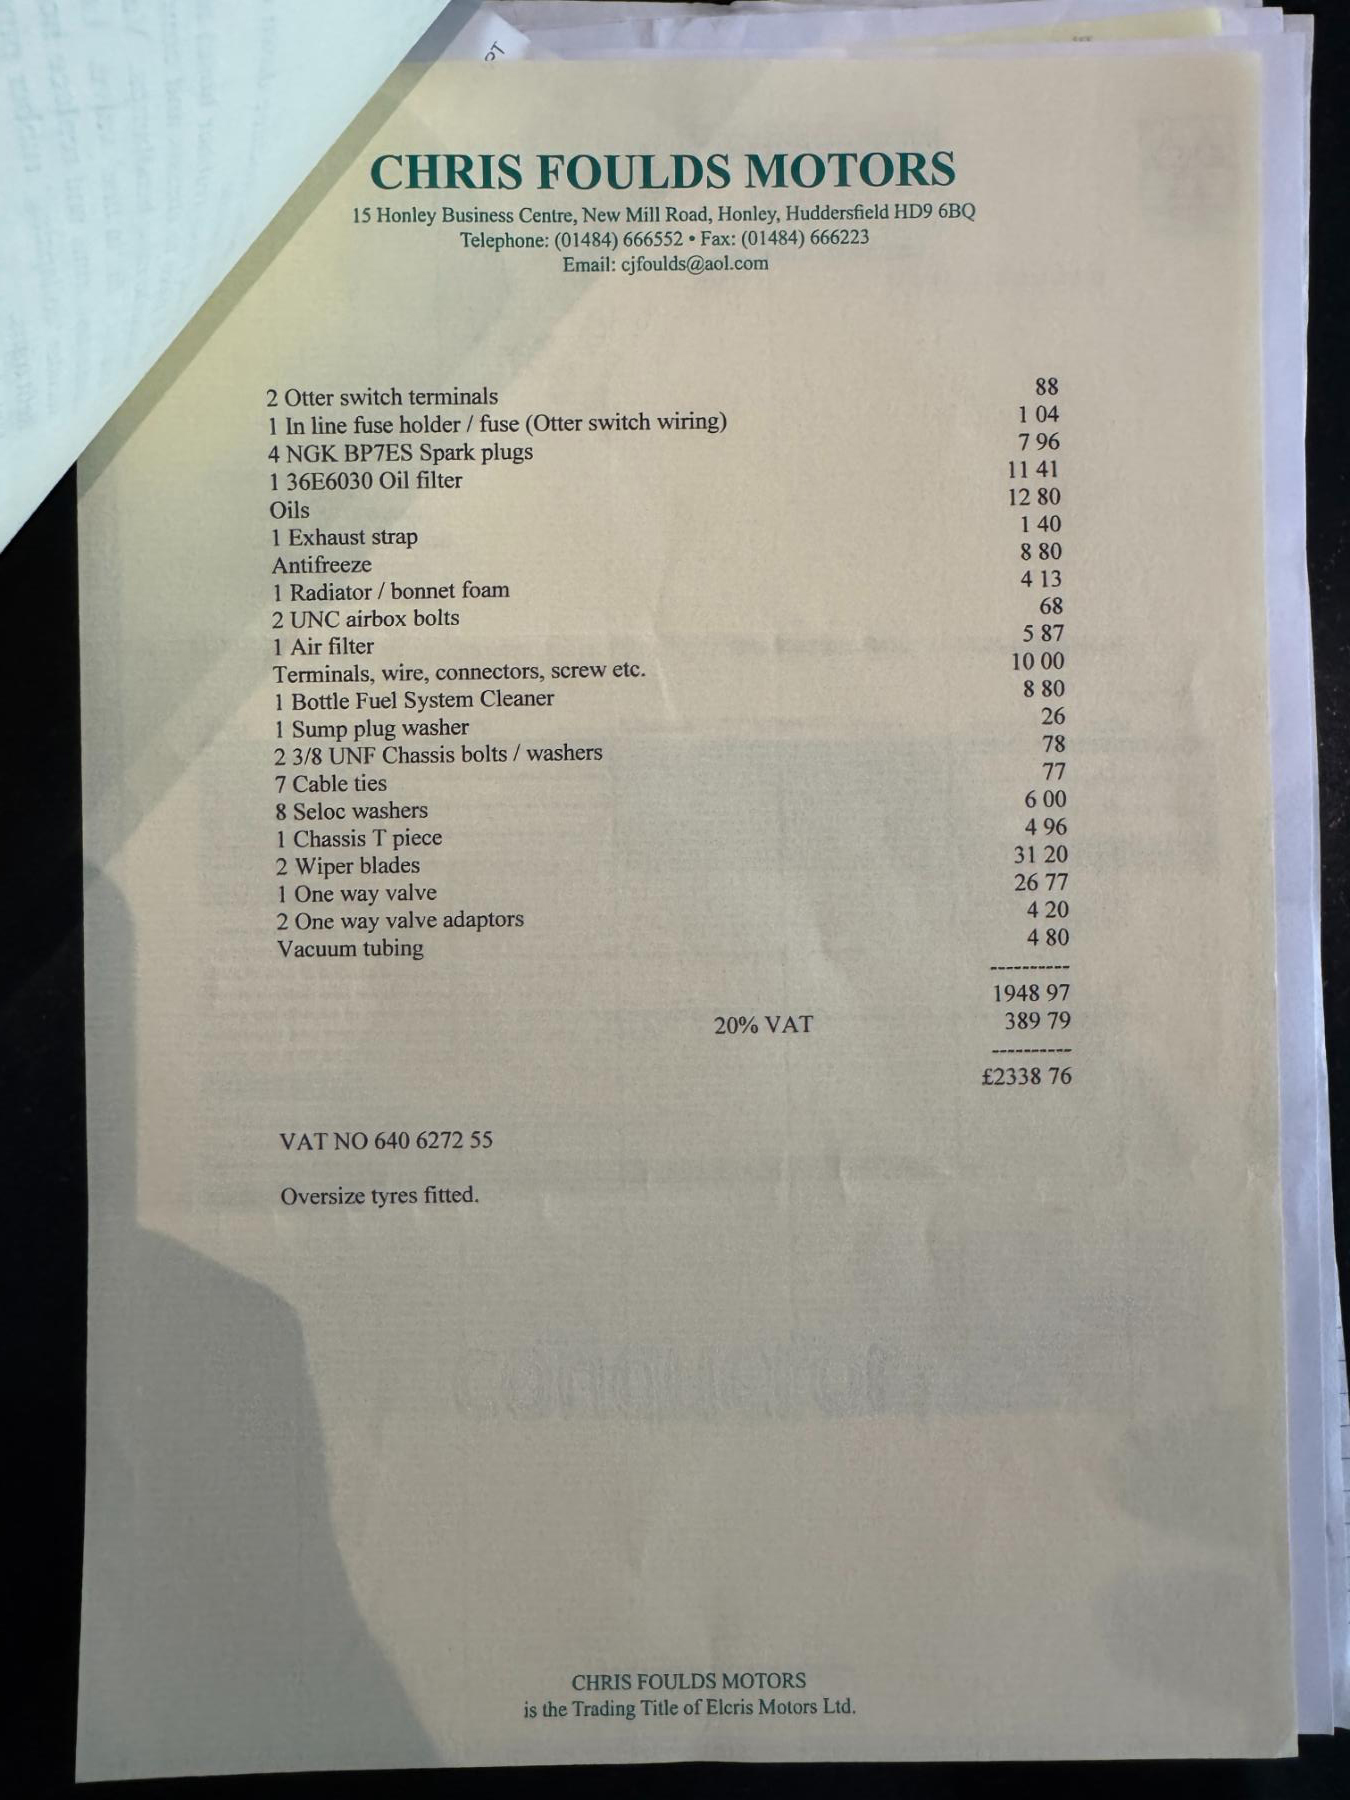 CHRIS FOULDS MOTORS
15 Honley Business Centre, New Mill Road, Honley, Huddersfield HD9 6BQ
Telephone: (01484) 666552 • Fax: (01484) 666223
Email: cjfoulds@aol.com
2 Otter switch terminals 88
1 In line fuse holder / fuse (Otter switch wiring) 1 04
4 NGK BP7ES Spark plugs 7 96
1 36E6030 Oil filter 11 41
Oils 12 80
1 Exhaust strap 1 40
Antifreeze 8 80
1 Radiator / bonnet foam 4 13
2 UNC airbox bolts 68
1 Air filter 5 87
Terminals, wire, connectors, screw etc. 10 00
1 Bottle Fuel System Cleaner 8 80
1 Sump plug washer 26
2 3/8 UNF Chassis bolts / washers 78
7 Cable ties 77
8 Seloc washers 6 00
1 Chassis T piece 4 96
2 Wiper blades 31 20
1 One way valve 26 77
2 One way valve adaptors 4 20
Vacuum tubing 4 80
----------
1948 97
20% VAT 389 79
----------
£2338 76
VAT NO 640 6272 55
Oversize tyres fitted.
CHRIS FOULDS MOTORS
is the Trading Title of Elcris Motors Ltd.